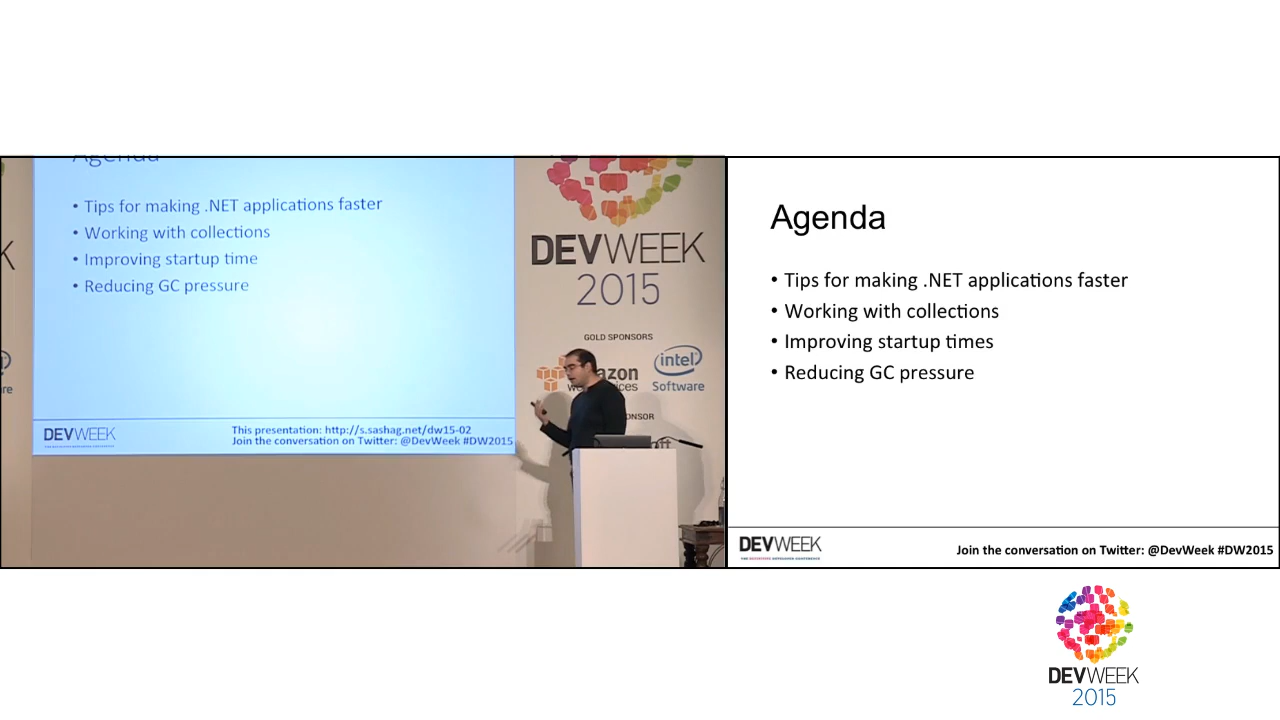 Agenda
• Tips for making .NET applications faster
• Working with collections
• Improving startup time
• Reducing GC pressure
DEVWEEK
This presentation: http://s.sashag.net/dw15-02
Join the conversation on Twitter: @DevWeek #DW2015
DEVWEEK
2015
GOLD SPONSORS
intel
Software
Agenda
• Tips for making .NET applications faster
• Working with collections
• Improving startup times
• Reducing GC pressure
DEVWEEK
Join the conversation on Twitter: @DevWeek #DW2015
DEVWEEK
2015